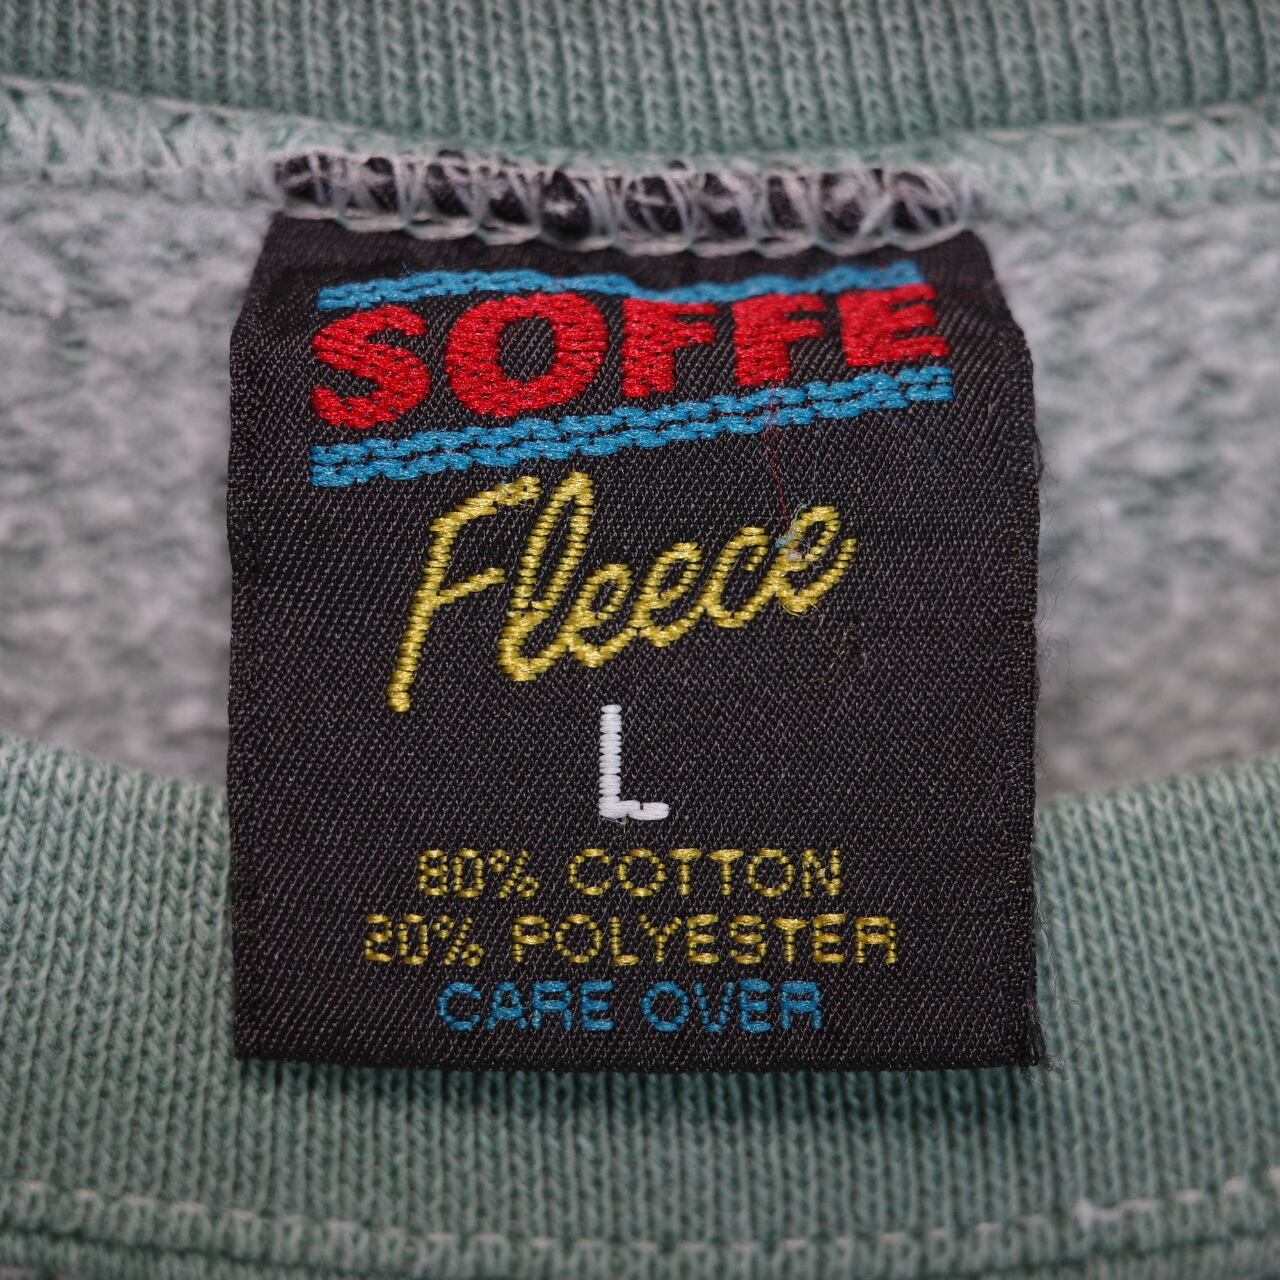 SOFFE
Fleece
L
80% COTTON
20% POLYESTER
CARE OVER